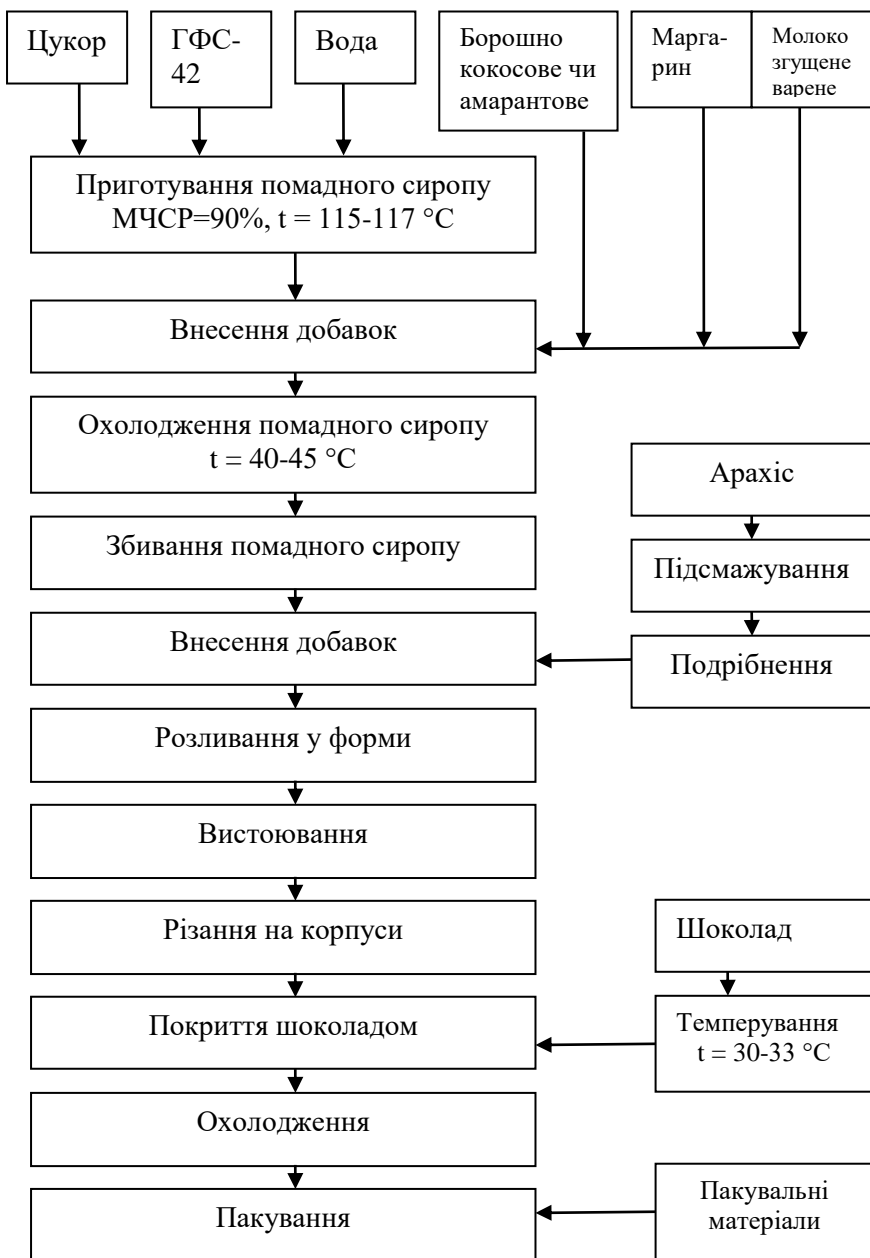 Цукор
ГФС-
42
Вода
Борошно
кокосове чи
амарантове
Марга-
рин
Молоко
згущене
варене
Приготування помадного сиропу
МЧСР=90%, t = 115-117 °C
Внесення добавок
Охолодження помадного сиропу
t = 40-45 °C
Арахіс
Збивання помадного сиропу
Підсмажування
Внесення добавок
Подрібнення
Розливання у форми
Вистоювання
Різання на корпуси
Шоколад
Покриття шоколадом
Темперування
t = 30-33 °C
Охолодження
Пакування
Пакувальні
матеріали